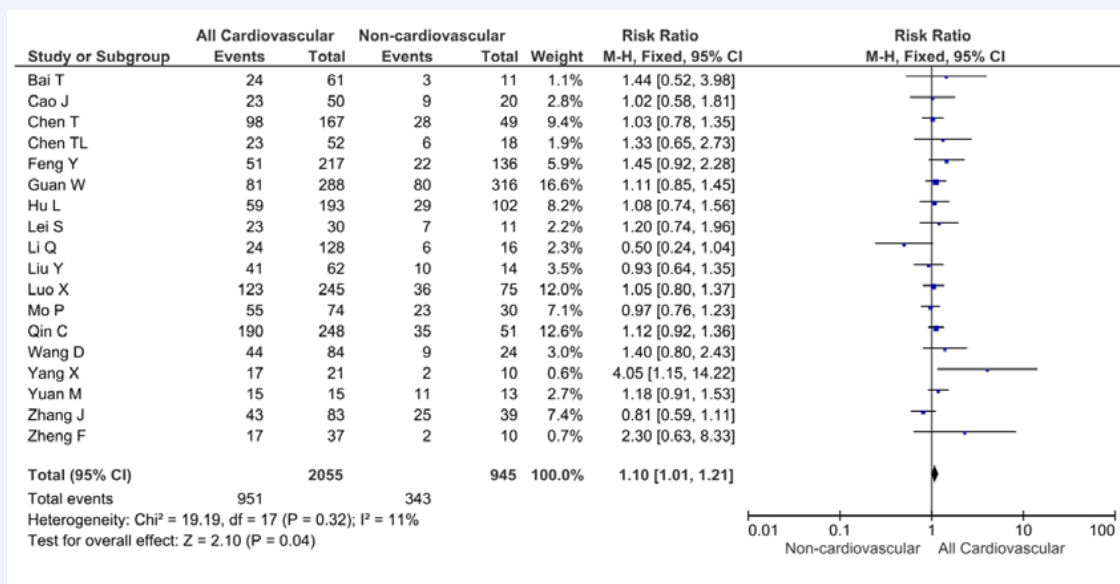 All Cardiovascular Non-cardiovascular Risk Ratio Risk Ratio
Study or Subgroup Events Total Events Total Weight M-H, Fixed, 95% CI M-H, Fixed, 95% CI
Bai T 24 61 3 11 1.1% 1.44 [0.52, 3.98]
Cao J 23 50 9 20 2.8% 1.02 [0.58, 1.81]
Chen T 98 167 28 49 9.4% 1.03 [0.78, 1.35]
Chen TL 23 52 6 18 1.9% 1.33 [0.65, 2.73]
Feng Y 51 217 22 136 5.9% 1.45 [0.92, 2.28]
Guan W 81 288 80 316 16.6% 1.11 [0.85, 1.45]
Hu L 59 193 29 102 8.2% 1.08 [0.74, 1.56]
Lei S 23 30 7 11 2.2% 1.20 [0.74, 1.96]
Li Q 24 128 6 16 2.3% 0.50 [0.24, 1.04]
Liu Y 41 62 10 14 3.5% 0.93 [0.64, 1.35]
Luo X 123 245 36 75 12.0% 1.05 [0.80, 1.37]
Mo P 55 74 23 30 7.1% 0.97 [0.76, 1.23]
Qin C 190 248 35 51 12.6% 1.12 [0.92, 1.36]
Wang D 44 84 9 24 3.0% 1.40 [0.80, 2.43]
Yang X 17 21 2 10 0.6% 4.05 [1.15, 14.22]
Yuan M 15 15 11 13 2.7% 1.18 [0.91, 1.53]
Zhang J 43 83 25 39 7.4% 0.81 [0.59, 1.11]
Zheng F 17 37 2 10 0.7% 2.30 [0.63, 8.33]
Total (95% CI) 2055 945 100.0% 1.10 [1.01, 1.21]
Total events 951 343
Heterogeneity: Chi² = 19.19, df = 17 (P = 0.32); I² = 11%
Test for overall effect: Z = 2.10 (P = 0.04)
0.01 0.1 1 10 100
Non-cardiovascular All Cardiovascular